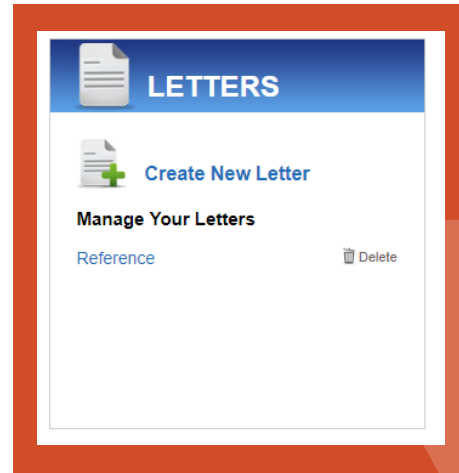 LETTERS
Create New Letter
Manage Your Letters
Reference Delete